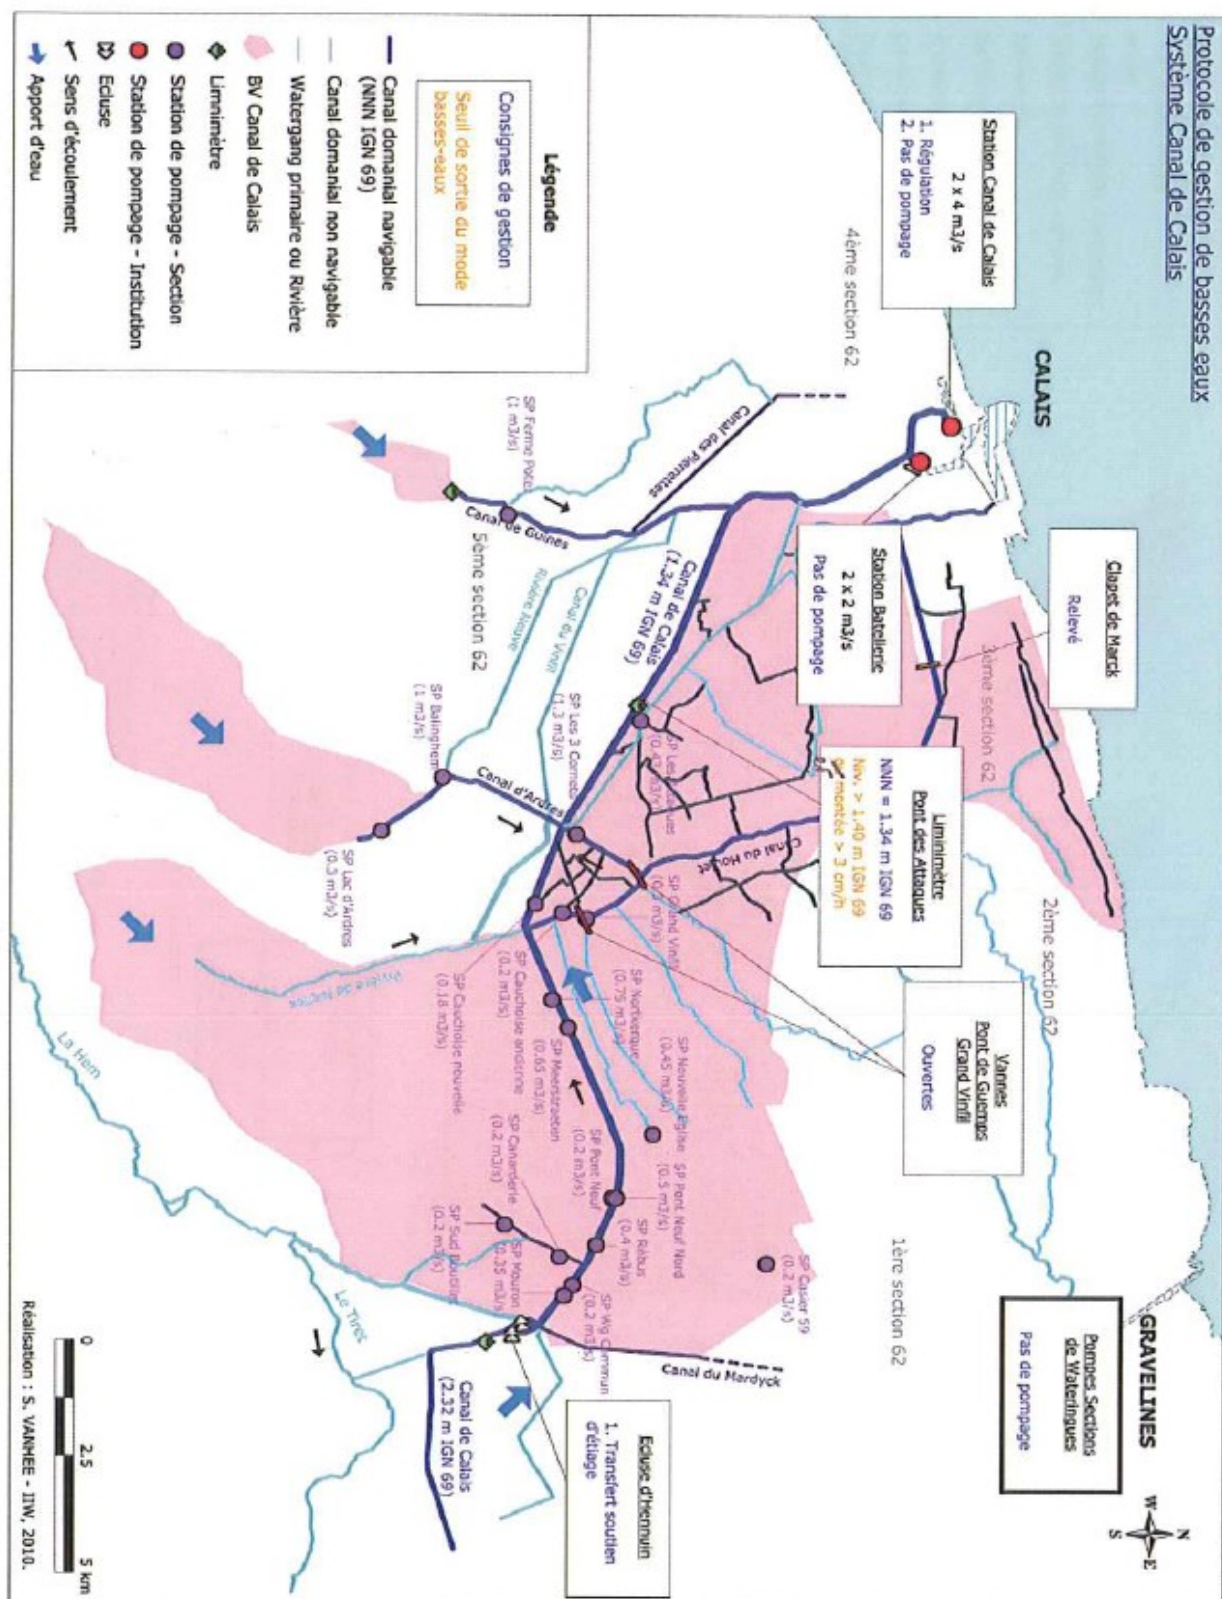 Protocole de gestion de basses eaux
Système Canal de Calais
CALAIS
GRAVELINES
N
W
E
S
Station Canal de Calais
2 x 4 m3/s
1. Régulation
2. Pas de pompage
Clapet de Marck
Relevé
Station Batellerie
2 x 2 m3/s
Pas de pompage
Liminimètre
Pont des Attaques
NNN = 1.34 m IGN 69
Niv. > 1.40 m IGN 69
montée > 3 cm/h
Vannes
Pont de Guemps
Grand Vinfil
Ouvertes
Pompes Sections
de Wateringues
Pas de pompage
Ecluse d'Hennuin
1. Transfert soutien
d'étiage
4ème section 62
3ème section 62
2ème section 62
1ère section 62
5ème section 62
Canal des Pierrettes
Canal de Guînes
SP Ferme
(1 m3/s)
Canal de Calais
(1.34 m IGN 69)
Rivière Neuve
Canal du
SP Balinghem
(1 m3/s)
SP Les 3 Cornets
(1.3 m3/s)
Canal d'Ardres
SP Lac d'Ardres
(0.3 m3/s)
Canal du
SP Grand Vinfil
SP Nortkerque
(0.75 m3/s)
SP Nouvelle Eglise
(0.45 m3/s)
SP Cauchoise ancienne
(0.2 m3/s)
SP Cauchoise nouvelle
(0.18 m3/s)
SP Meerstraeten
(0.65 m3/s)
SP Pont Neuf
(0.2 m3/s)
SP Pont Neuf Nord
(0.5 m3/s)
SP Rébus
(0.4 m3/s)
SP Casier 59
(0.2 m3/s)
SP Canarderie
(0.2 m3/s)
SP Sud
(0.2 m3/s)
SP Mouron
(0.35 m3/s)
SP Wg Commun
(0.2 m3/s)
Canal du Mardyck
La Hem
Le Tires
Canal de Calais
(2.32 m IGN 69)
Légende
Consignes de gestion
Seuil de sortie du mode
basses-eaux
Canal domanial navigable
(NNN IGN 69)
Canal domanial non navigable
Watergang primaire ou Rivière
BV Canal de Calais
Limnimètre
Station de pompage - Section
Station de pompage - Institution
Ecluse
Sens d'écoulement
Apport d'eau
0
2.5
5 km
Réalisation : S. VANHEE - IIW, 2010.